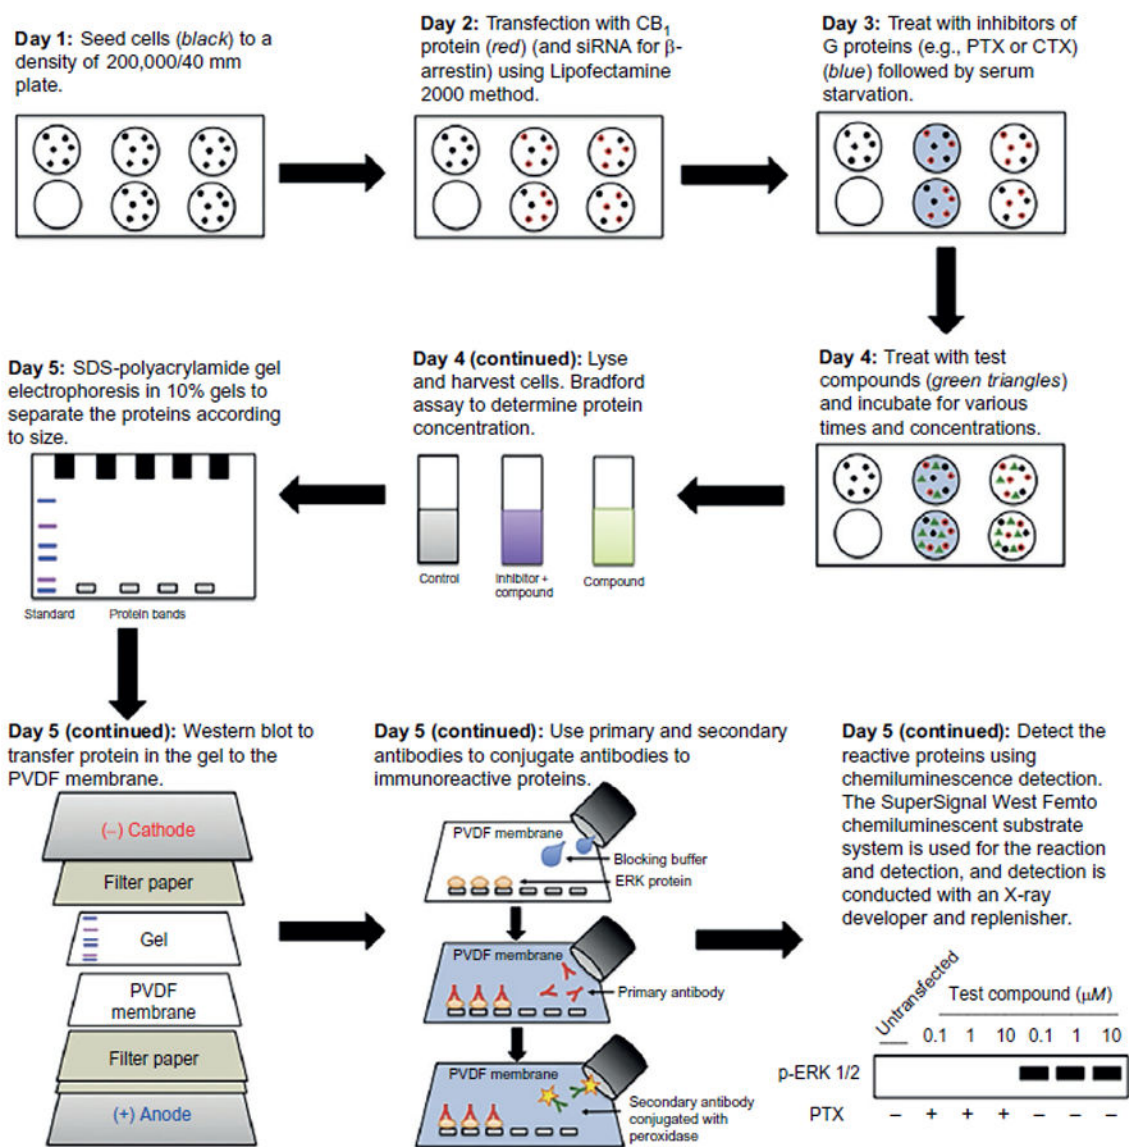 Day 1: Seed cells (black) to a
density of 200,000/40 mm
plate.
Day 2: Transfection with CB1
protein (red) (and siRNA for β-
arrestin) using Lipofectamine
2000 method.
Day 3: Treat with inhibitors of
G proteins (e.g., PTX or CTX)
(blue) followed by serum
starvation.
Day 4: Treat with test
compounds (green triangles)
and incubate for various
times and concentrations.
Day 4 (continued): Lyse
and harvest cells. Bradford
assay to determine protein
concentration.
Control
Inhibitor +
compound
Compound
Day 5: SDS-polyacrylamide gel
electrophoresis in 10% gels to
separate the proteins according
to size.
Standard
Protein bands
Day 5 (continued): Western blot to
transfer protein in the gel to the
PVDF membrane.
(–) Cathode
Filter paper
Gel
PVDF
membrane
Filter paper
(+) Anode
Day 5 (continued): Use primary and secondary
antibodies to conjugate antibodies to
immunoreactive proteins.
PVDF membrane
Blocking buffer
ERK protein
PVDF membrane
Primary antibody
PVDF membrane
Secondary antibody
conjugated with
peroxidase
Day 5 (continued): Detect the
reactive proteins using
chemiluminescence detection.
The SuperSignal West Femto
chemiluminescent substrate
system is used for the reaction
and detection, and detection is
conducted with an X-ray
developer and replenisher.
Untransfected
Test compound (μM)
0.1 1 10 0.1 1 10
p-ERK 1/2
PTX – + + + – – –